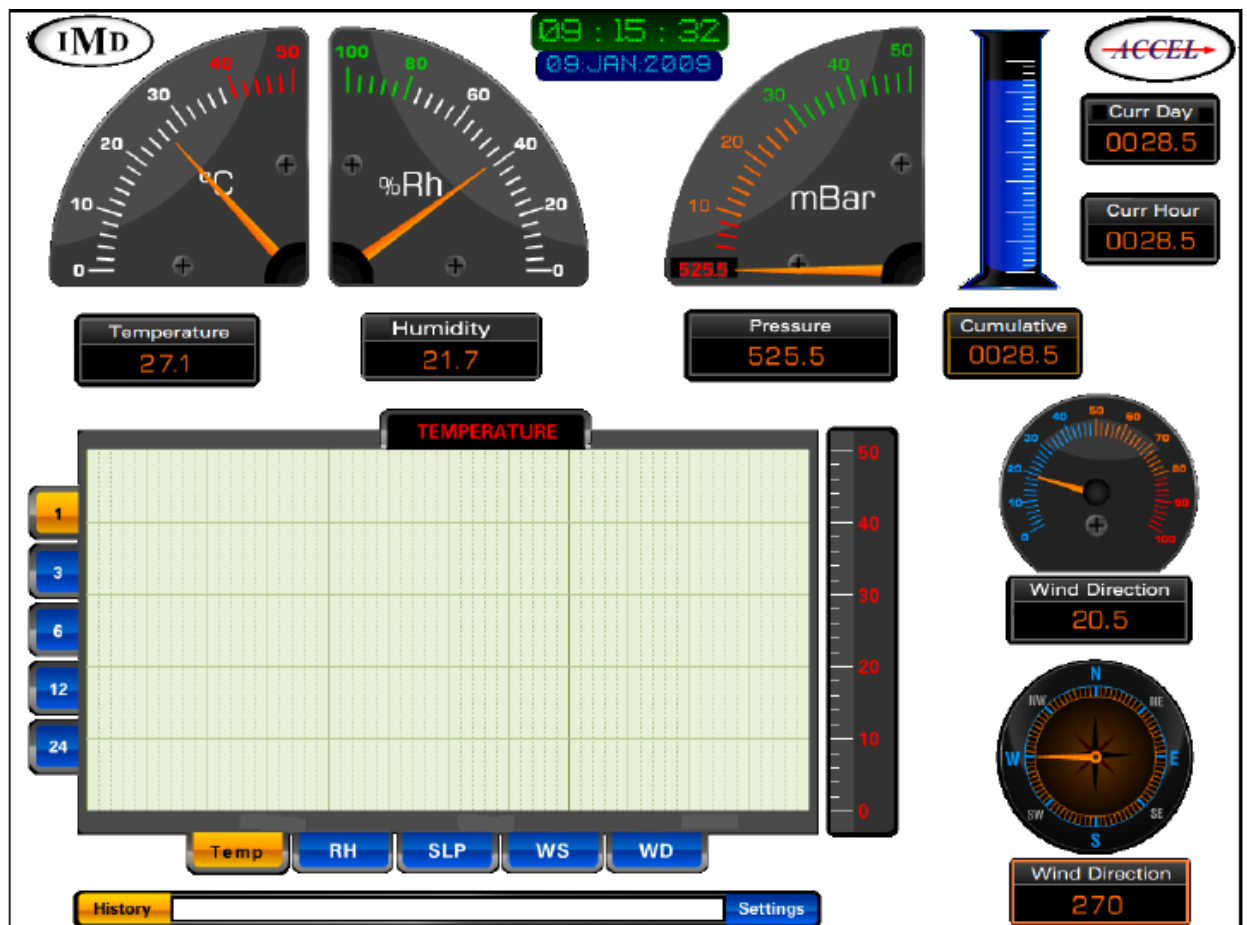 IMD
09 : 15 : 32
09:JAN:2009
ACCEL
0 10 20 30 40 50
ºC
100 80 60 40 20 0
%Rh
10 20 30 40 50
mBar
525.5
Curr Day
0028.5
Curr Hour
0028.5
Temperature
27.1
Humidity
21.7
Pressure
525.5
Cumulative
0028.5
TEMPERATURE
1
3
6
12
24
50
40
30
20
10
0
0 10 20 30 40 50 60 70 80 90 100
Wind Direction
20.5
N
NW NE
W E
SW SE
S
Wind Direction
270
Temp RH SLP WS WD
History Settings